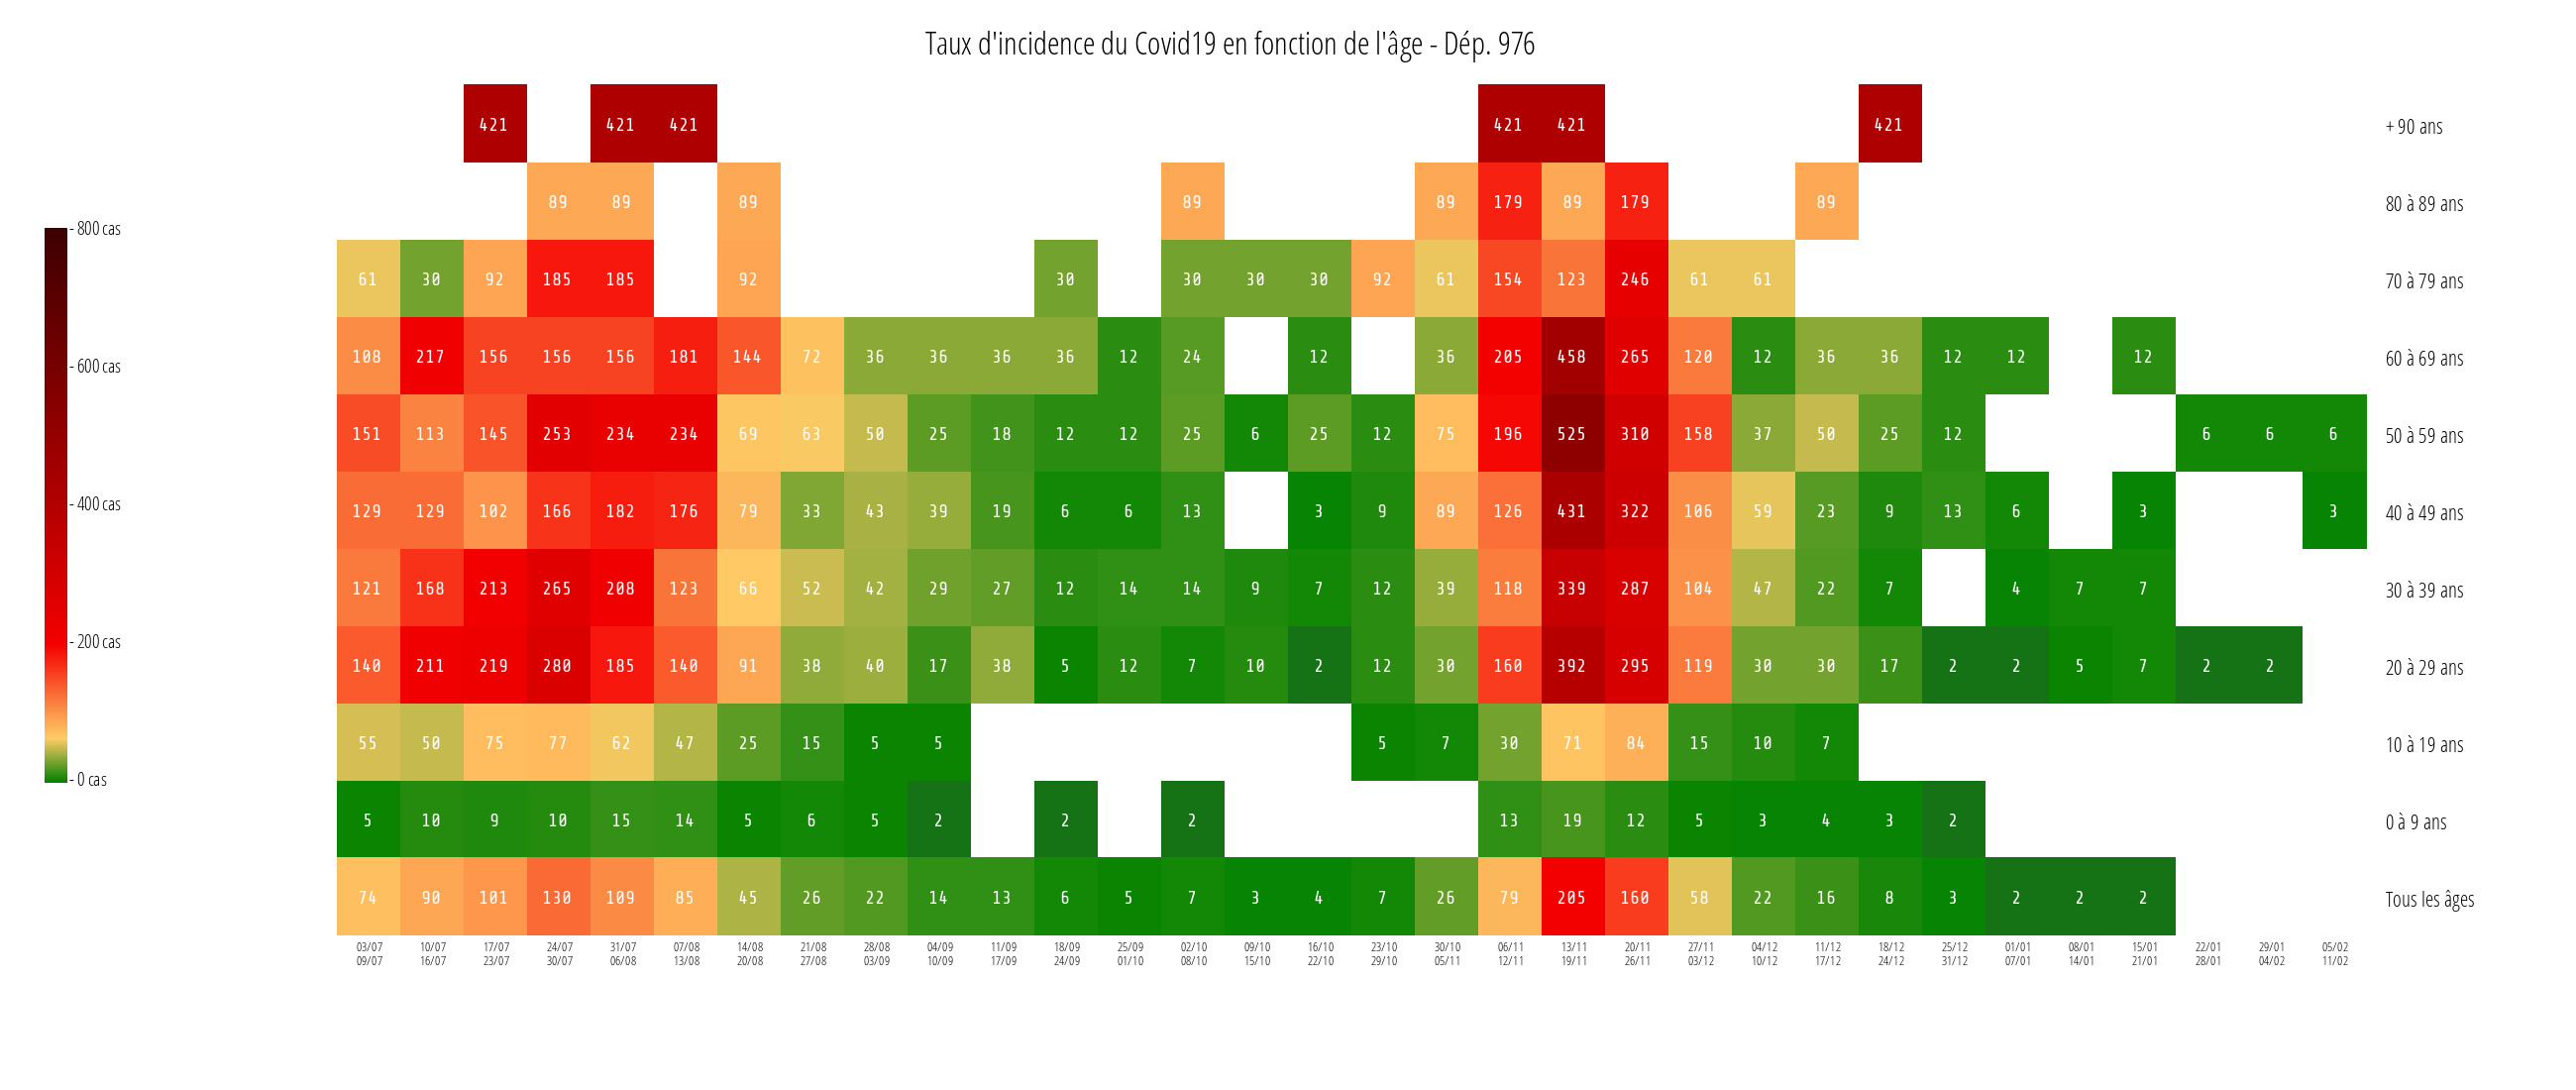 Taux d'incidence du Covid19 en fonction de l'âge - Dép. 976
421 421 421 421 421 421 + 90 ans
89 89 89 89 89 179 89 179 89 80 à 89 ans
- 800 cas
61 30 92 185 185 92 30 30 30 30 92 61 154 123 246 61 61 70 à 79 ans
108 217 156 156 156 181 144 72 36 36 36 36 12 24 12 36 205 458 265 120 12 36 36 12 12 12 60 à 69 ans
- 600 cas
151 113 145 253 234 234 69 63 50 25 18 12 12 25 6 25 12 75 196 525 310 158 37 50 25 12 6 6 6 50 à 59 ans
- 400 cas
129 129 102 166 182 176 79 33 43 39 19 6 6 13 3 9 89 126 431 322 106 59 23 9 13 6 3 3 40 à 49 ans
121 168 213 265 208 123 66 52 42 29 27 12 14 14 9 7 12 39 118 339 287 104 47 22 7 4 7 7 30 à 39 ans
- 200 cas
140 211 219 280 185 140 91 38 40 17 38 5 12 7 10 2 12 30 160 392 295 119 30 30 17 2 2 5 7 2 2 20 à 29 ans
55 50 75 77 62 47 25 15 5 5 5 7 30 71 84 15 10 7 10 à 19 ans
- 0 cas
5 10 9 10 15 14 5 6 5 2 2 2 13 19 12 5 3 4 3 2 0 à 9 ans
74 90 101 130 109 85 45 26 22 14 13 6 5 7 3 4 7 26 79 205 160 58 22 16 8 3 2 2 2 Tous les âges
03/07 10/07 17/07 24/07 31/07 07/08 14/08 21/08 28/08 04/09 11/09 18/09 25/09 02/10 09/10 16/10 23/10 30/10 06/11 13/11 20/11 27/11 04/12 11/12 18/12 25/12 01/01 08/01 15/01 22/01 29/01 05/02
09/07 16/07 23/07 30/07 06/08 13/08 20/08 27/08 03/09 10/09 17/09 24/09 01/10 08/10 15/10 22/10 29/10 05/11 12/11 19/11 26/11 03/12 10/12 17/12 24/12 31/12 07/01 14/01 21/01 28/01 04/02 11/02